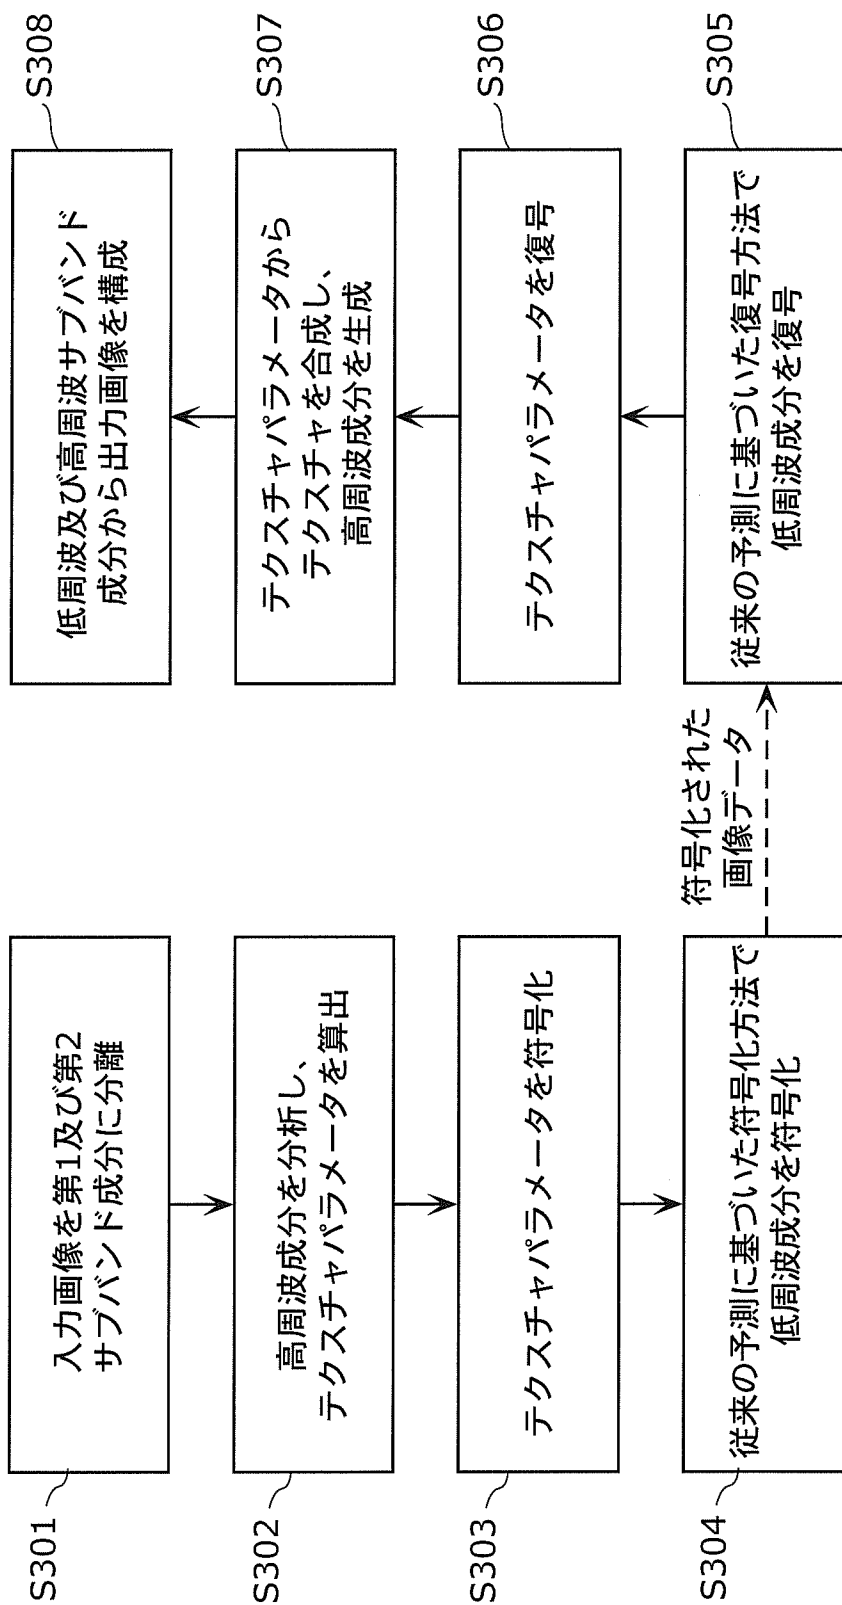 S301
入力画像を第1及び第2
サブバンド成分に分離
S302
高周波成分を分析し、
テクスチャパラメータを算出
S303
テクスチャパラメータを符号化
S304
従来の予測に基づいた符号化方法で
低周波成分を符号化
符号化された
画像データ
S305
従来の予測に基づいた復号方法で
低周波成分を復号
S306
テクスチャパラメータを復号
S307
テクスチャパラメータから
テクスチャを合成し、
高周波成分を生成
S308
低周波及び高周波サブバンド
成分から出力画像を構成